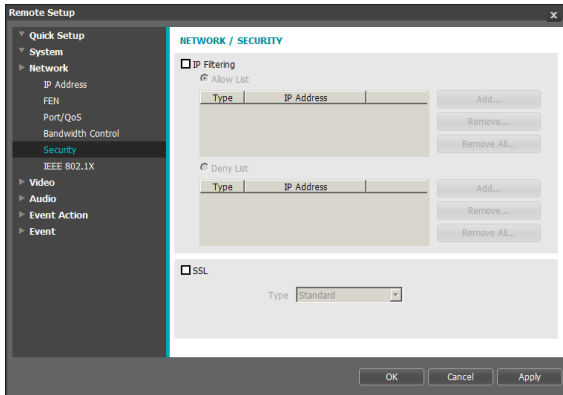 Remote Setup
x
Quick Setup
System
Network
IP Address
FEN
Port/QoS
Bandwidth Control
Security
IEEE 802.1X
Video
Audio
Event Action
Event
NETWORK / SECURITY
IP Filtering
Allow List
Type IP Address
Add...
Remove...
Remove All...
Deny List
Type IP Address
Add...
Remove...
Remove All...
SSL
Type Standard
OK Cancel Apply